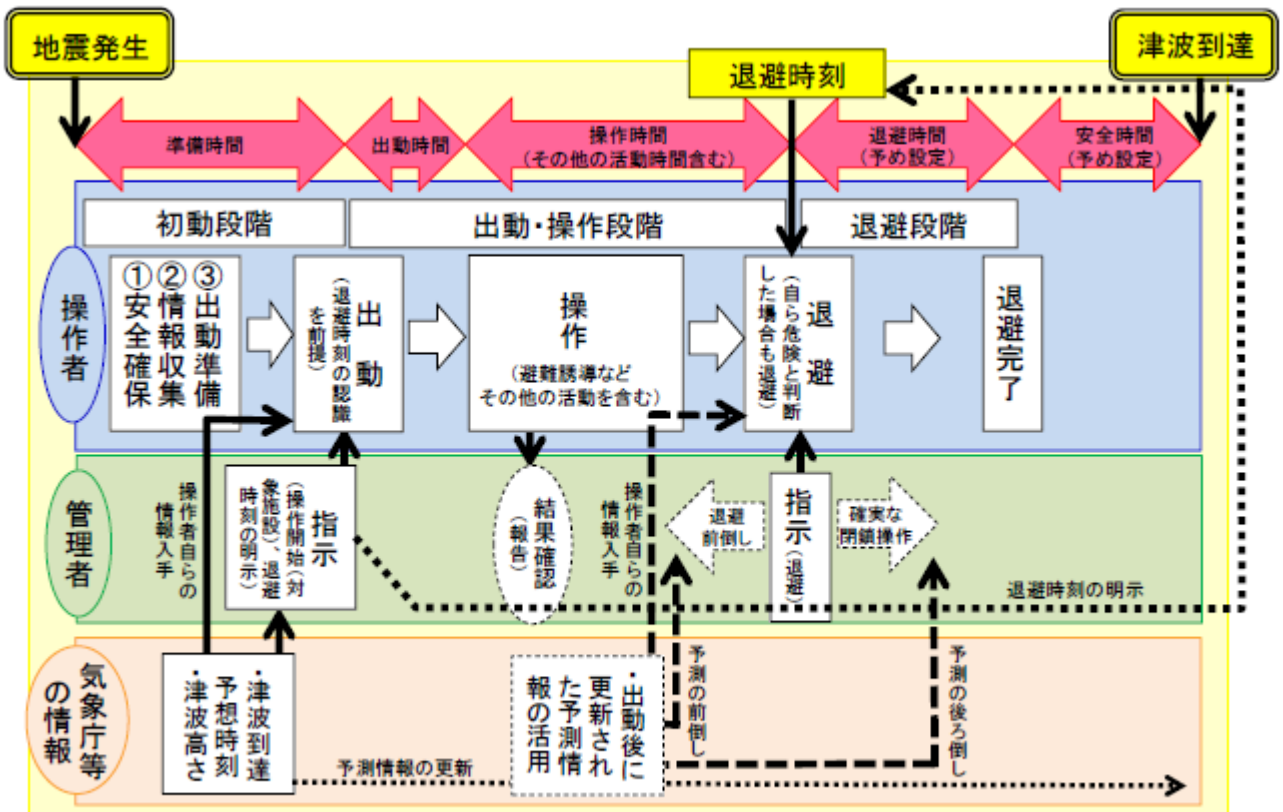 地震発生
津波到達
退避時刻
準備時間
出動時間
操作時間
(その他の活動時間含む)
退避時間
(予め設定)
安全時間
(予め設定)
初動段階
出動・操作段階
退避段階
操作者
①安全確保
②情報収集
③出動準備
出動
(退避時刻の認識
を前提)
操作
(避難誘導など
その他の活動を含む)
退避
(自ら危険と判断
した場合も退避)
退避完了
管理者
操作者自らの
情報入手
指示
(操作開始(対
象施設)、退避
時刻の明示)
結果確認
(報告)
操作者自らの
情報入手
退避
前倒し
指示(退避)
確実な
閉鎖操作
退避時刻の明示
気象庁等
の情報
・津波到達
予想時刻
・津波高さ
予測情報の更新
・出動後に
更新され
た予測情
報の活用
予測の前倒し
予測の後ろ倒し